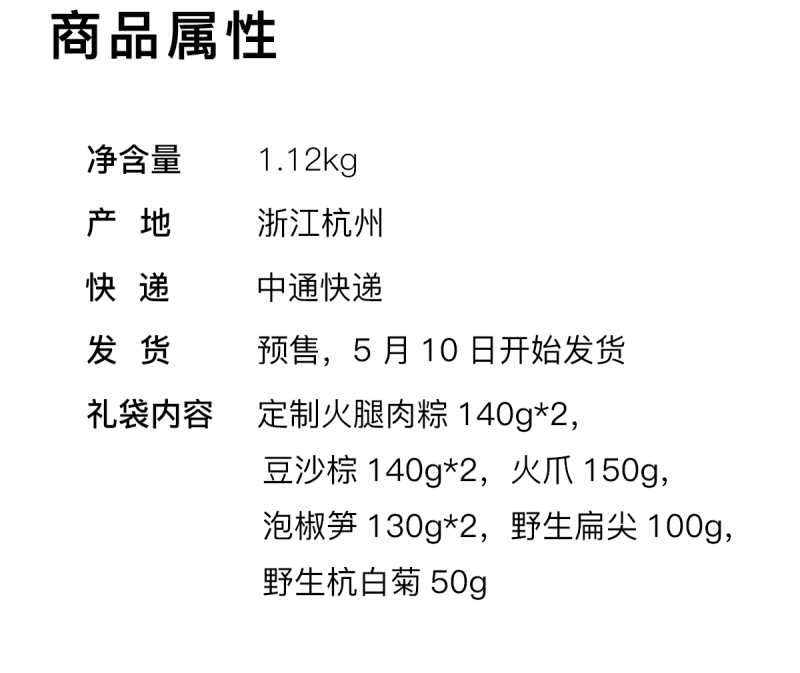 商品属性
净含量 1.12kg
产 地 浙江杭州
快 递 中通快递
发 货 预售，5 月 10 日开始发货
礼袋内容 定制火腿肉粽 140g*2，
豆沙棕 140g*2，火爪 150g，
泡椒笋 130g*2，野生扁尖 100g，
野生杭白菊 50g